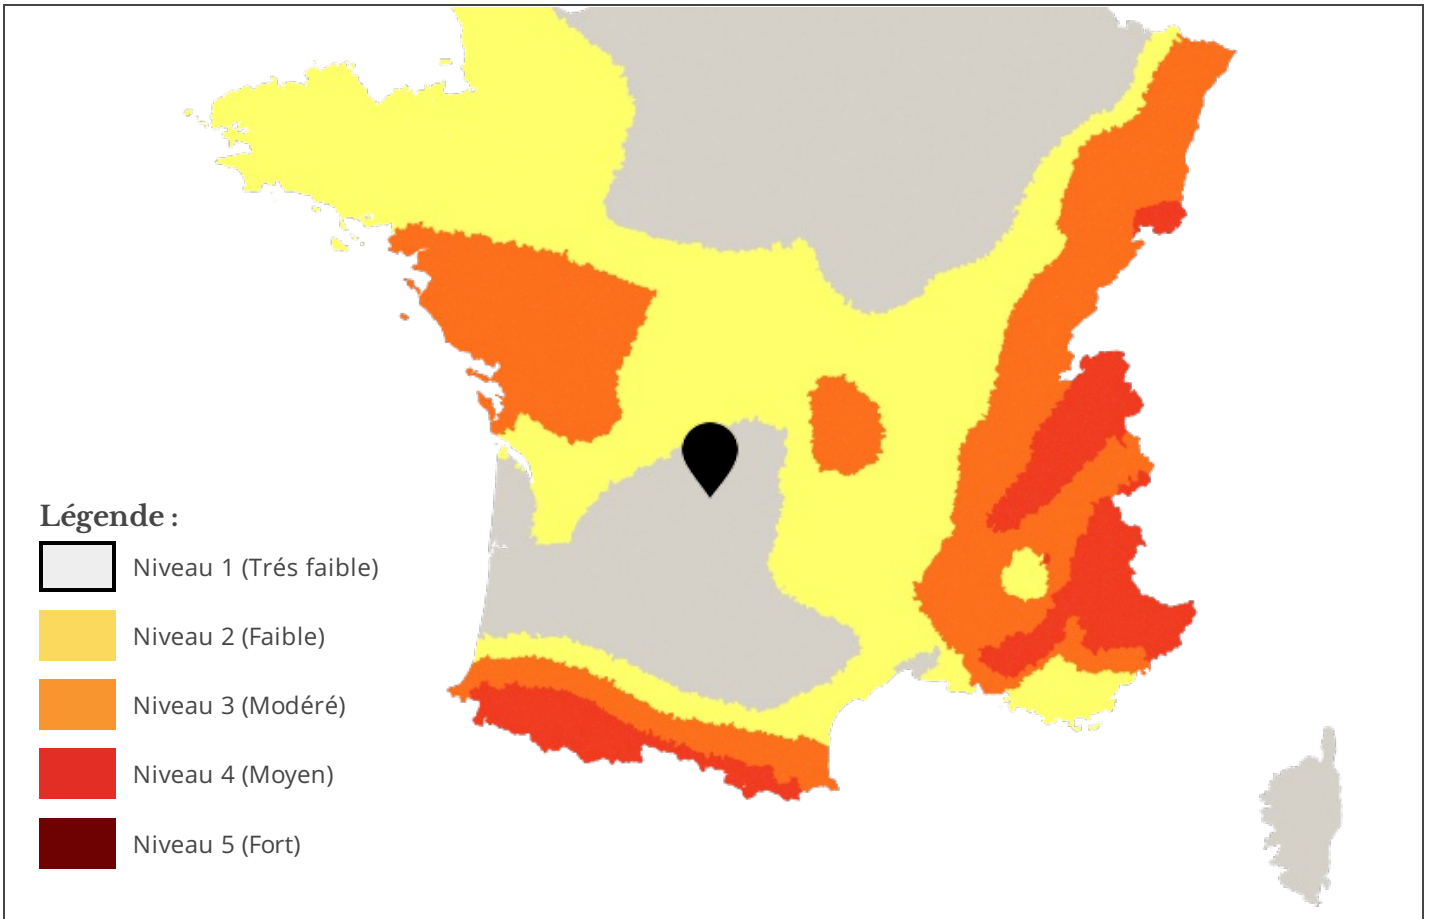 Légende :
Niveau 1 (Trés faible)
Niveau 2 (Faible)
Niveau 3 (Modéré)
Niveau 4 (Moyen)
Niveau 5 (Fort)